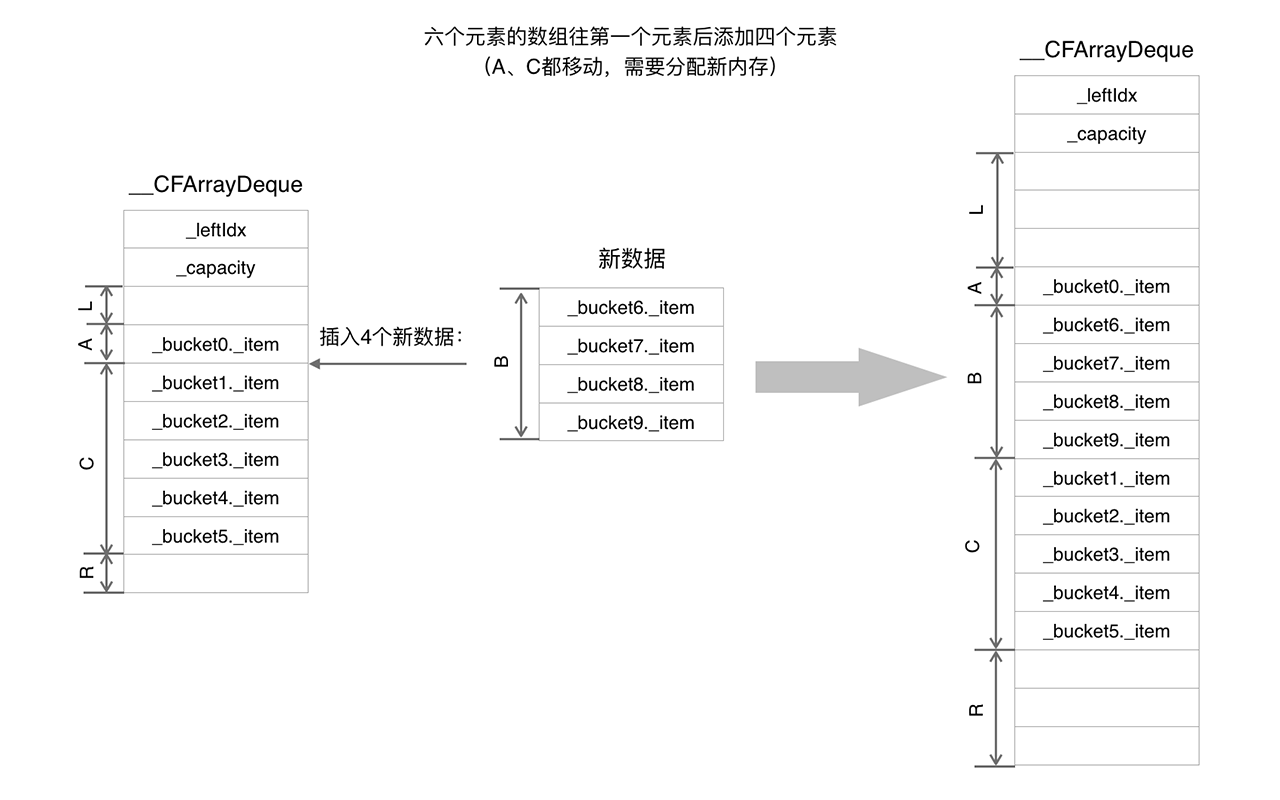 六个元素的数组往第一个元素后添加四个元素
（A、C都移动，需要分配新内存）
__CFArrayDeque
_leftIdx
_capacity
L
A
_bucket0._item
C
_bucket1._item
_bucket2._item
_bucket3._item
_bucket4._item
_bucket5._item
R
插入4个新数据：
新数据
B
_bucket6._item
_bucket7._item
_bucket8._item
_bucket9._item
__CFArrayDeque
_leftIdx
_capacity
L
A
_bucket0._item
B
_bucket6._item
_bucket7._item
_bucket8._item
_bucket9._item
C
_bucket1._item
_bucket2._item
_bucket3._item
_bucket4._item
_bucket5._item
R